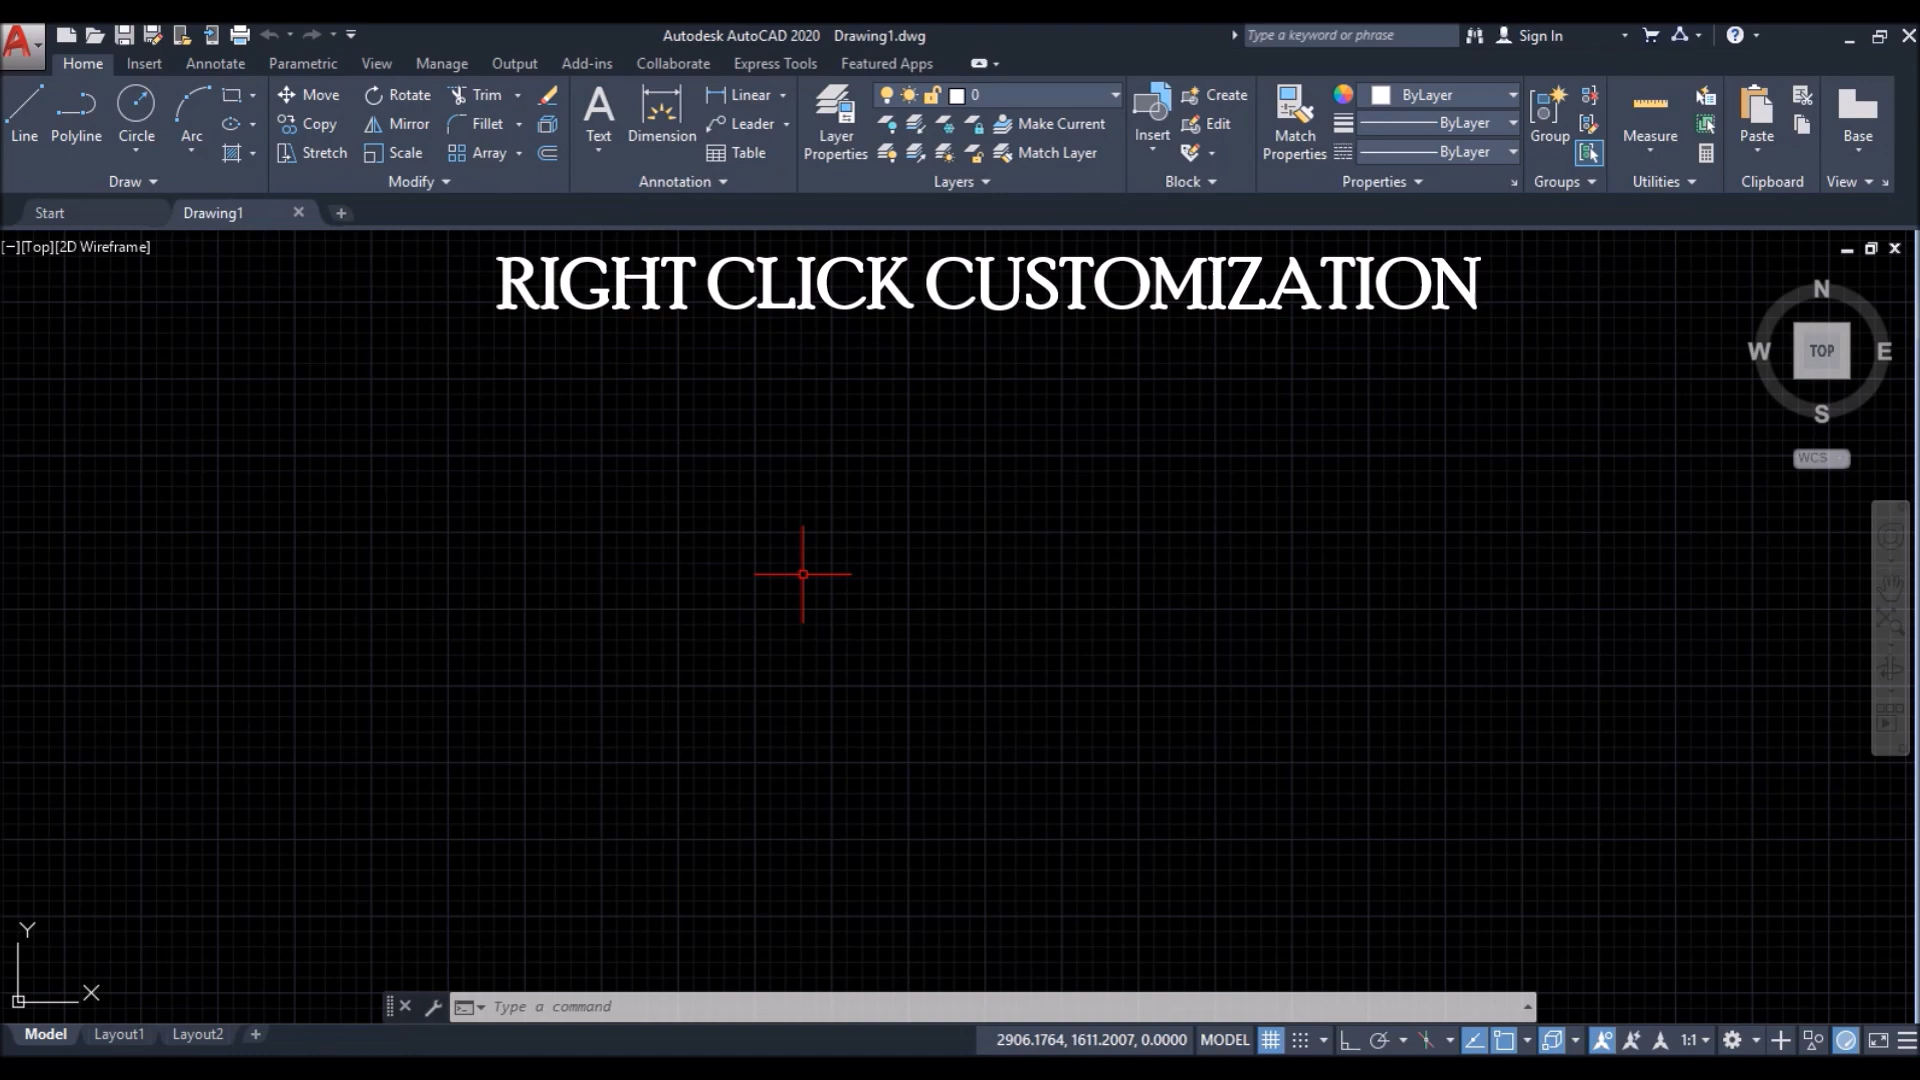 Autodesk AutoCAD 2020 Drawing1.dwg
Type a keyword or phrase
Sign In
Home Insert Annotate Parametric View Manage Output Add-ins Collaborate Express Tools Featured Apps
Line Polyline Circle Arc
Move Rotate Trim
Copy Mirror Fillet
Stretch Scale Array
Text Dimension
Linear
Leader
Table
Layer Properties
0
Make Current
Match Layer
Insert
Create
Edit
Match Properties
ByLayer
ByLayer
ByLayer
Group
Measure
Paste
Base
Draw Modify Annotation Layers Block Properties Groups Utilities Clipboard View
Start Drawing1
[−][Top][2D Wireframe]
RIGHT CLICK CUSTOMIZATION
N
W TOP E
S
WCS
Y
X
Type a command
Model Layout1 Layout2
2906.1764, 1611.2007, 0.0000 MODEL 1:1